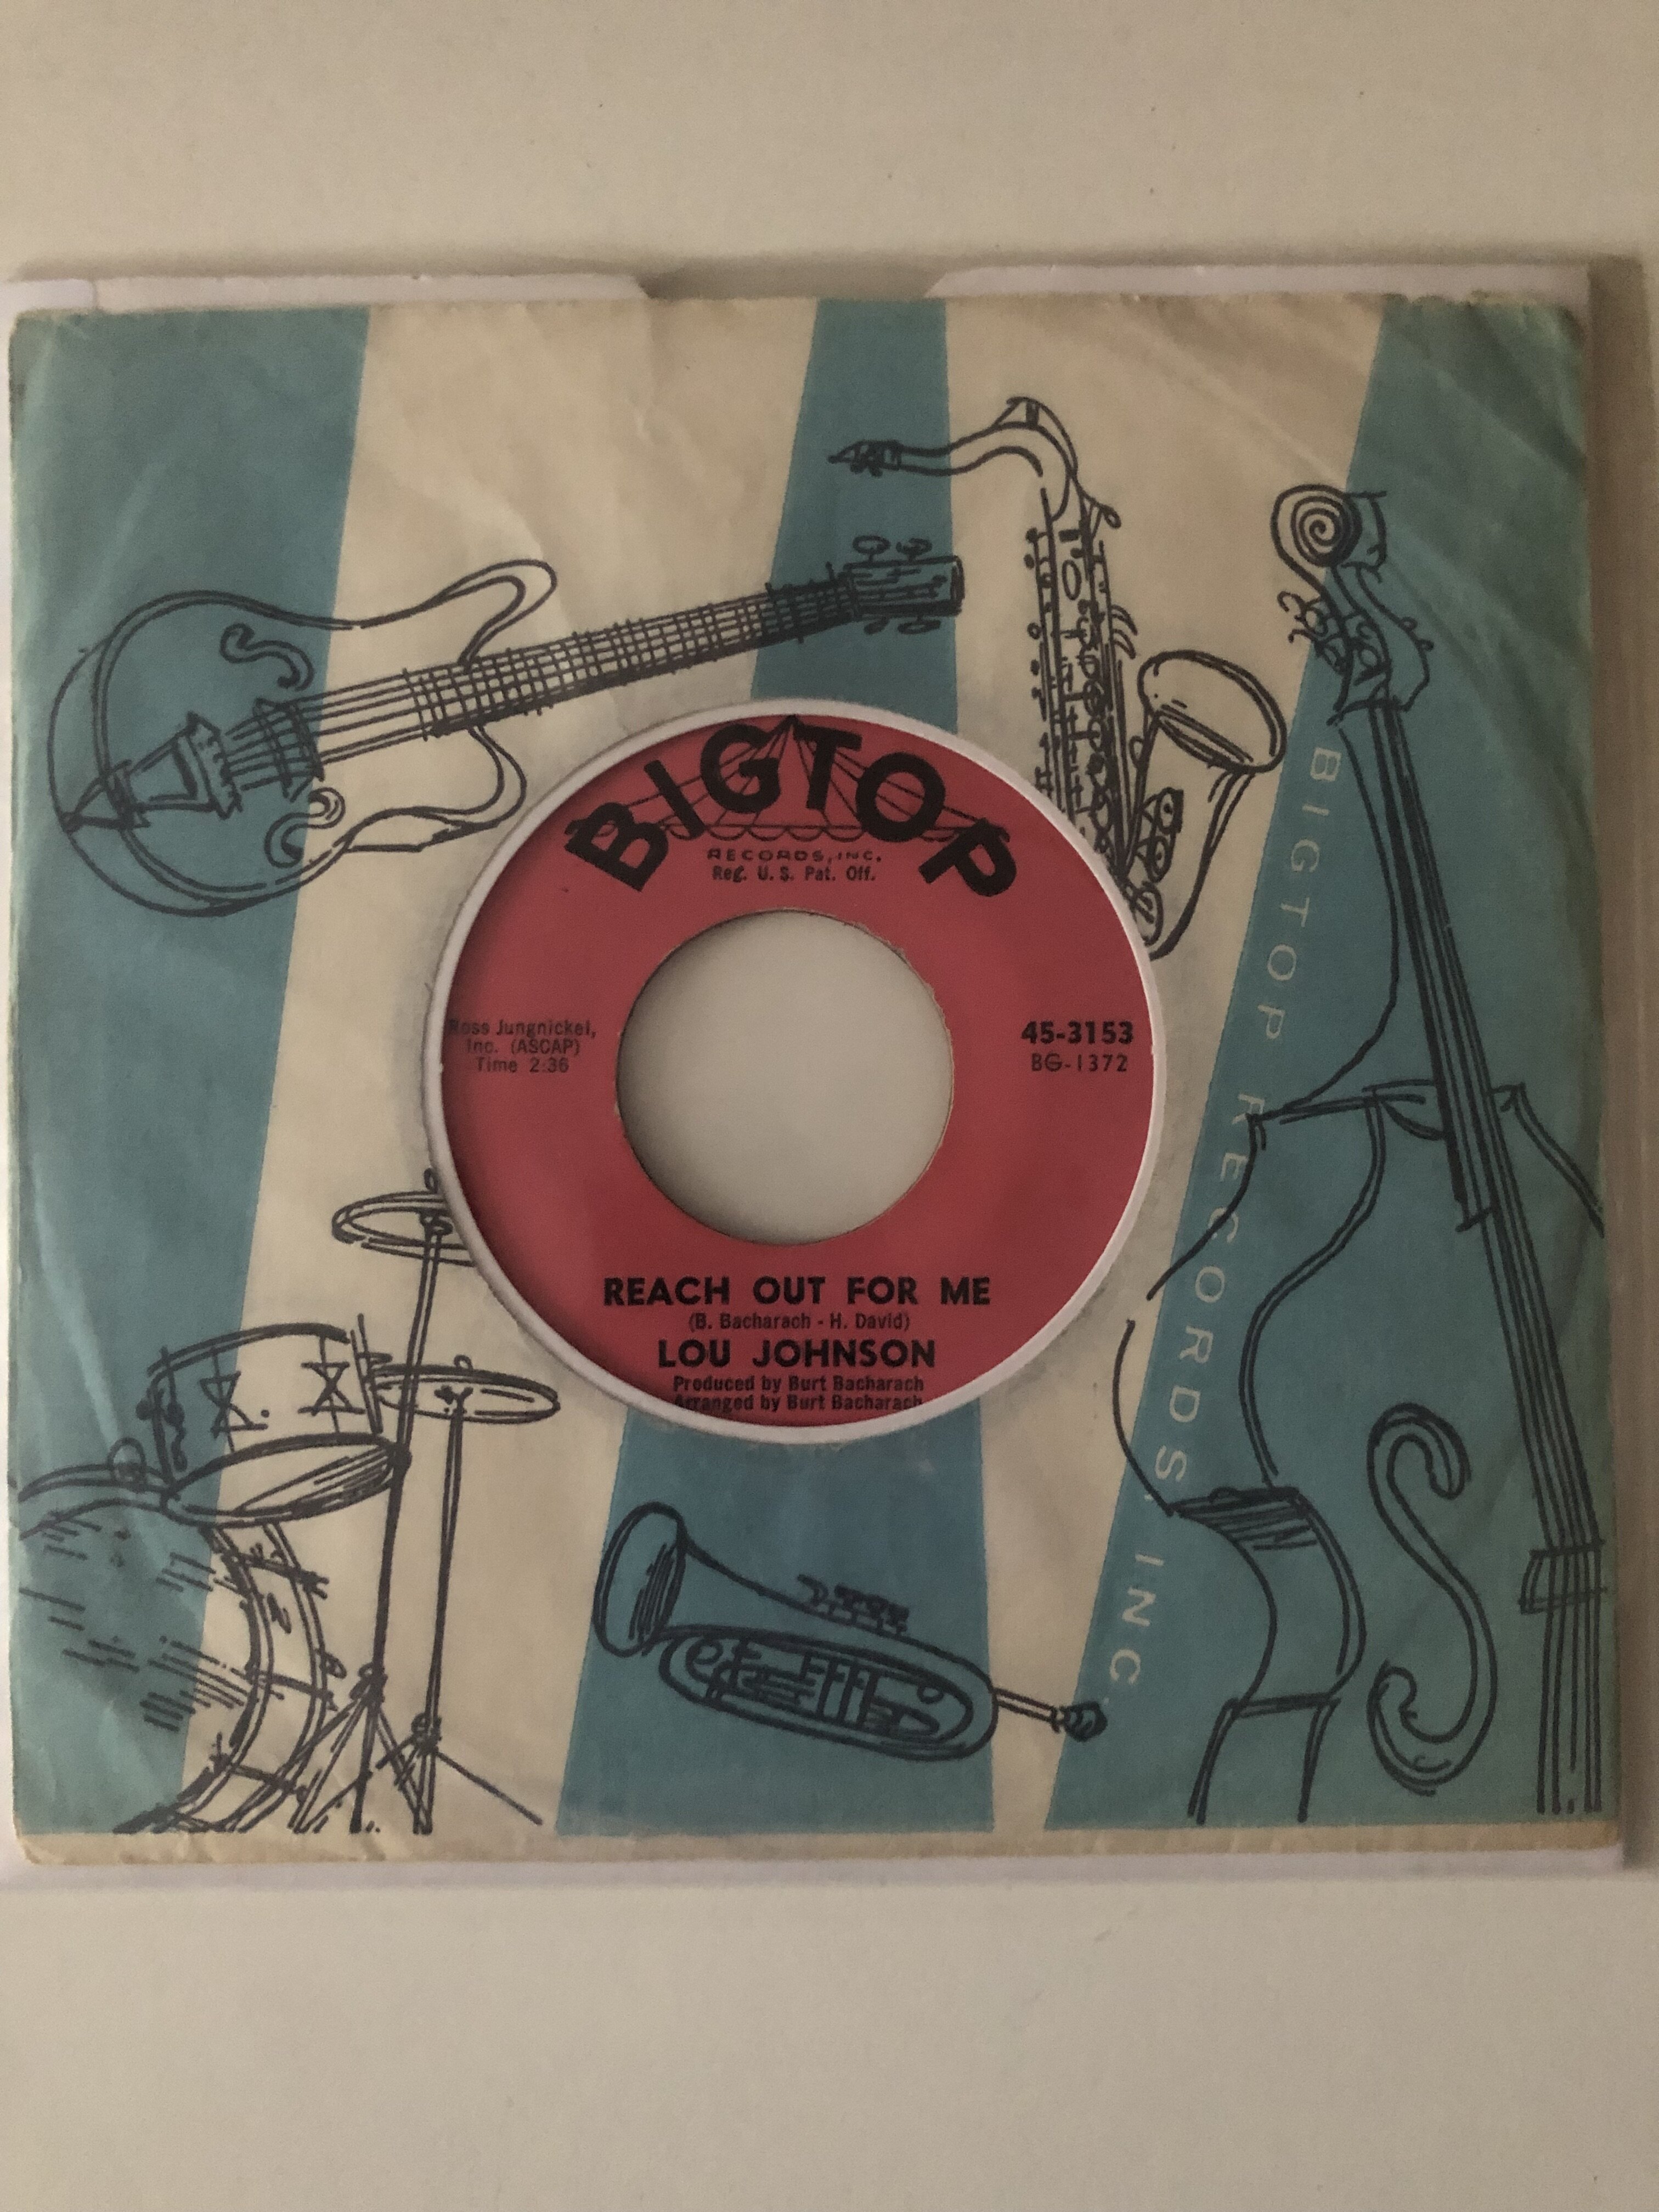 BIGTOP
RECORDS, INC.
Reg. U. S. Pat. Off.
Ross Jungnickel,
Inc. (ASCAP)
Time 2:36
45-3153
BG-1372
REACH OUT FOR ME
(B. Bacharach - H. David)
LOU JOHNSON
Produced by Burt Bacharach
Arranged by Burt Bacharach
BIGTOP RECORDS, INC.